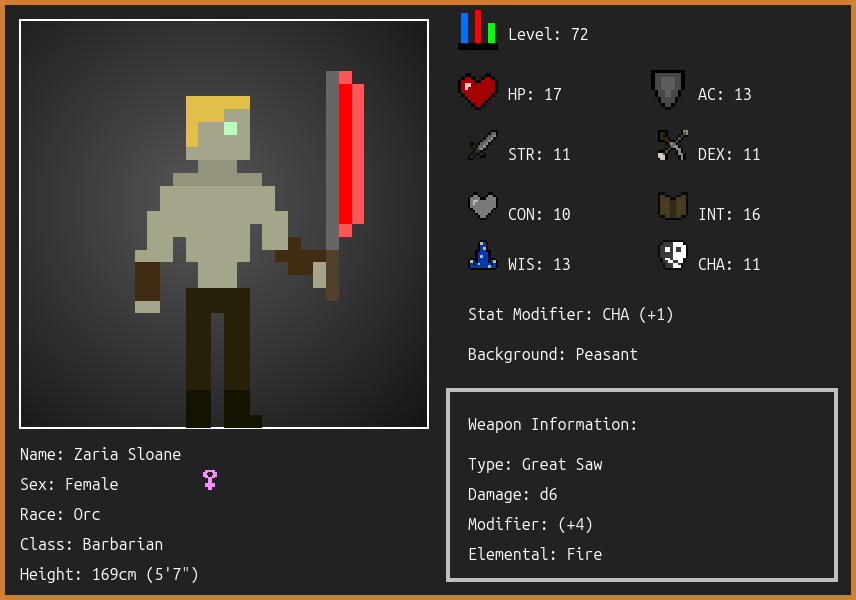 Level: 72
HP: 17
AC: 13
STR: 11
DEX: 11
CON: 10
INT: 16
WIS: 13
CHA: 11
Stat Modifier: CHA (+1)
Background: Peasant
Weapon Information:
Type: Great Saw
Damage: d6
Modifier: (+4)
Elemental: Fire
Name: Zaria Sloane
Sex: Female
Race: Orc
Class: Barbarian
Height: 169cm (5'7")